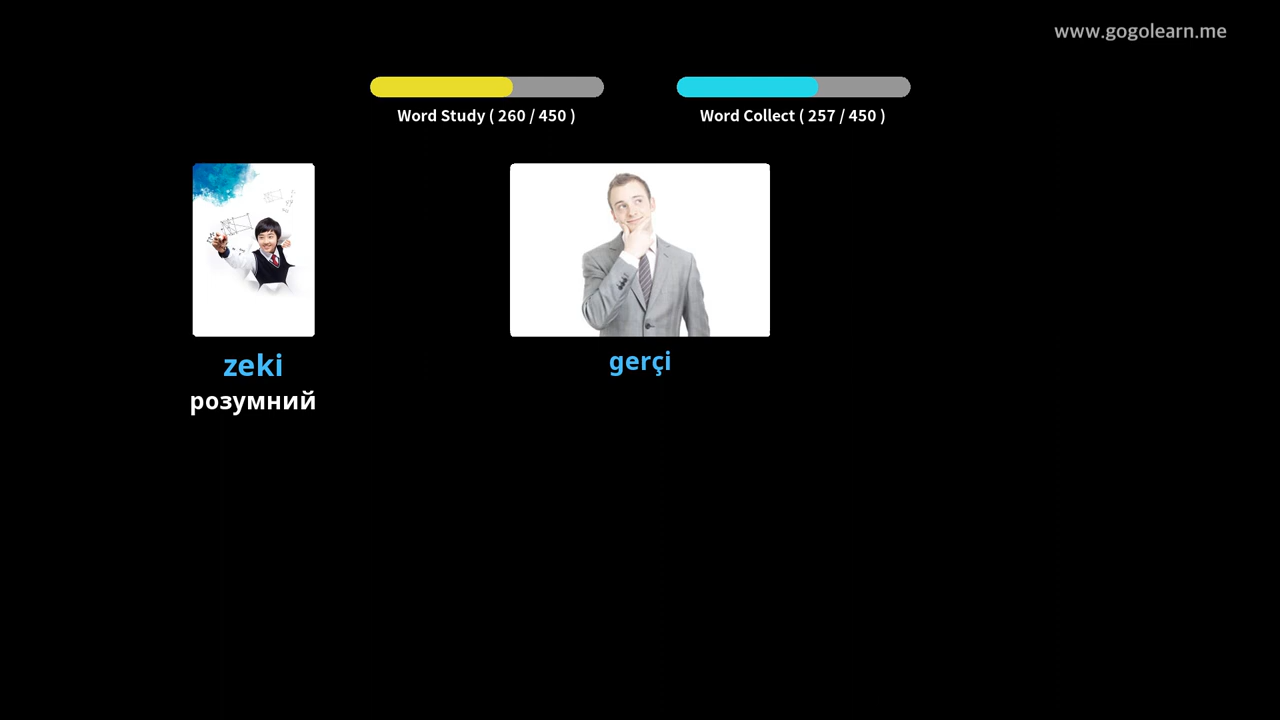 www.gogolearn.me
Word Study ( 260 / 450 )
Word Collect ( 257 / 450 )
zeki
розумний
gerçi